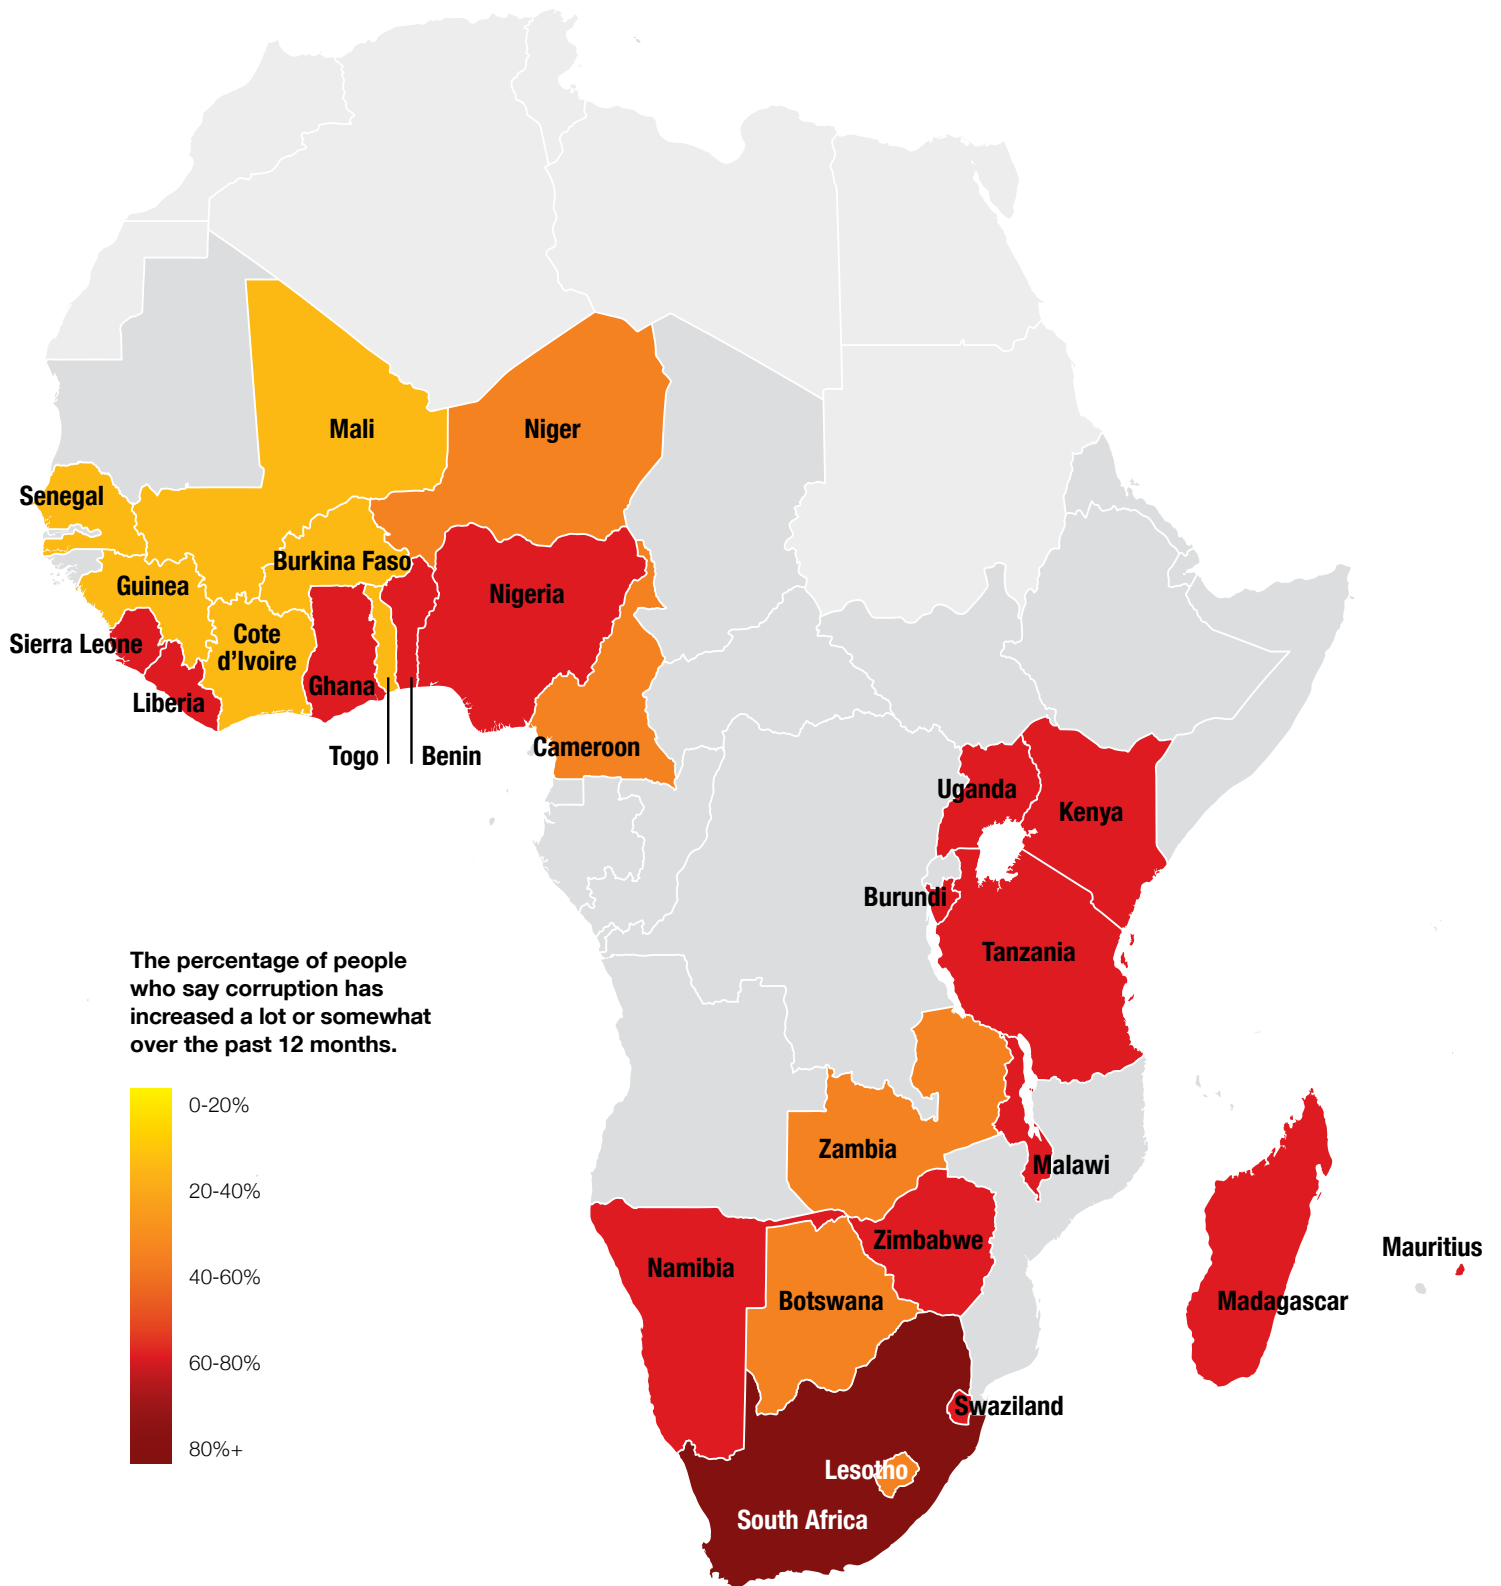 Mali
Niger
Senegal
Burkina Faso
Guinea
Nigeria
Sierra Leone
Cote
d’Ivoire
Ghana
Liberia
Togo
Benin
Cameroon
Uganda
Kenya
Burundi
Tanzania
The percentage of people
who say corruption has
increased a lot or somewhat
over the past 12 months.
0-20%
20-40%
40-60%
60-80%
80%+
Zambia
Malawi
Zimbabwe
Namibia
Botswana
Mauritius
Madagascar
Swaziland
Lesotho
South Africa